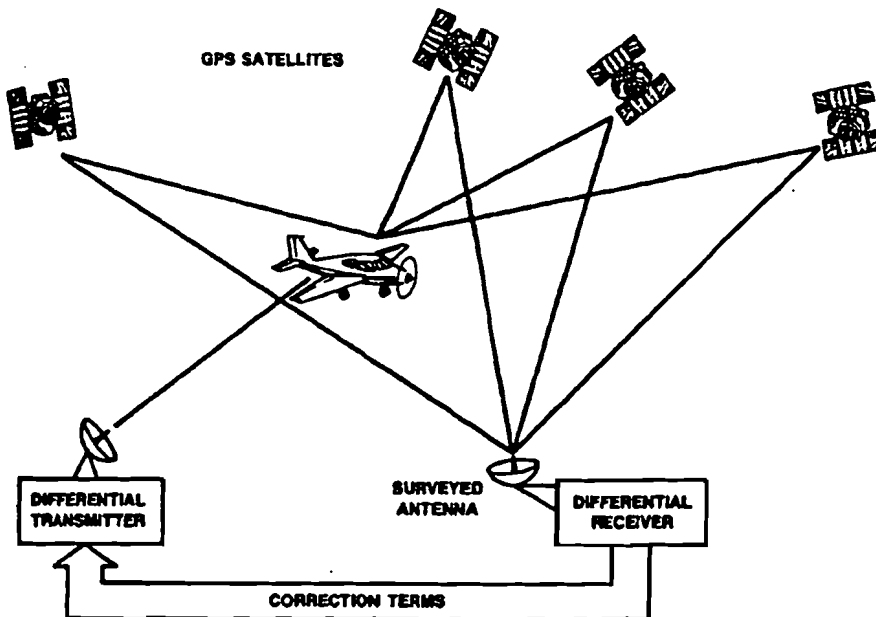 GPS SATELLITES
DIFFERENTIAL
TRANSMITTER
SURVEYED
ANTENNA
DIFFERENTIAL
RECEIVER
CORRECTION TERMS